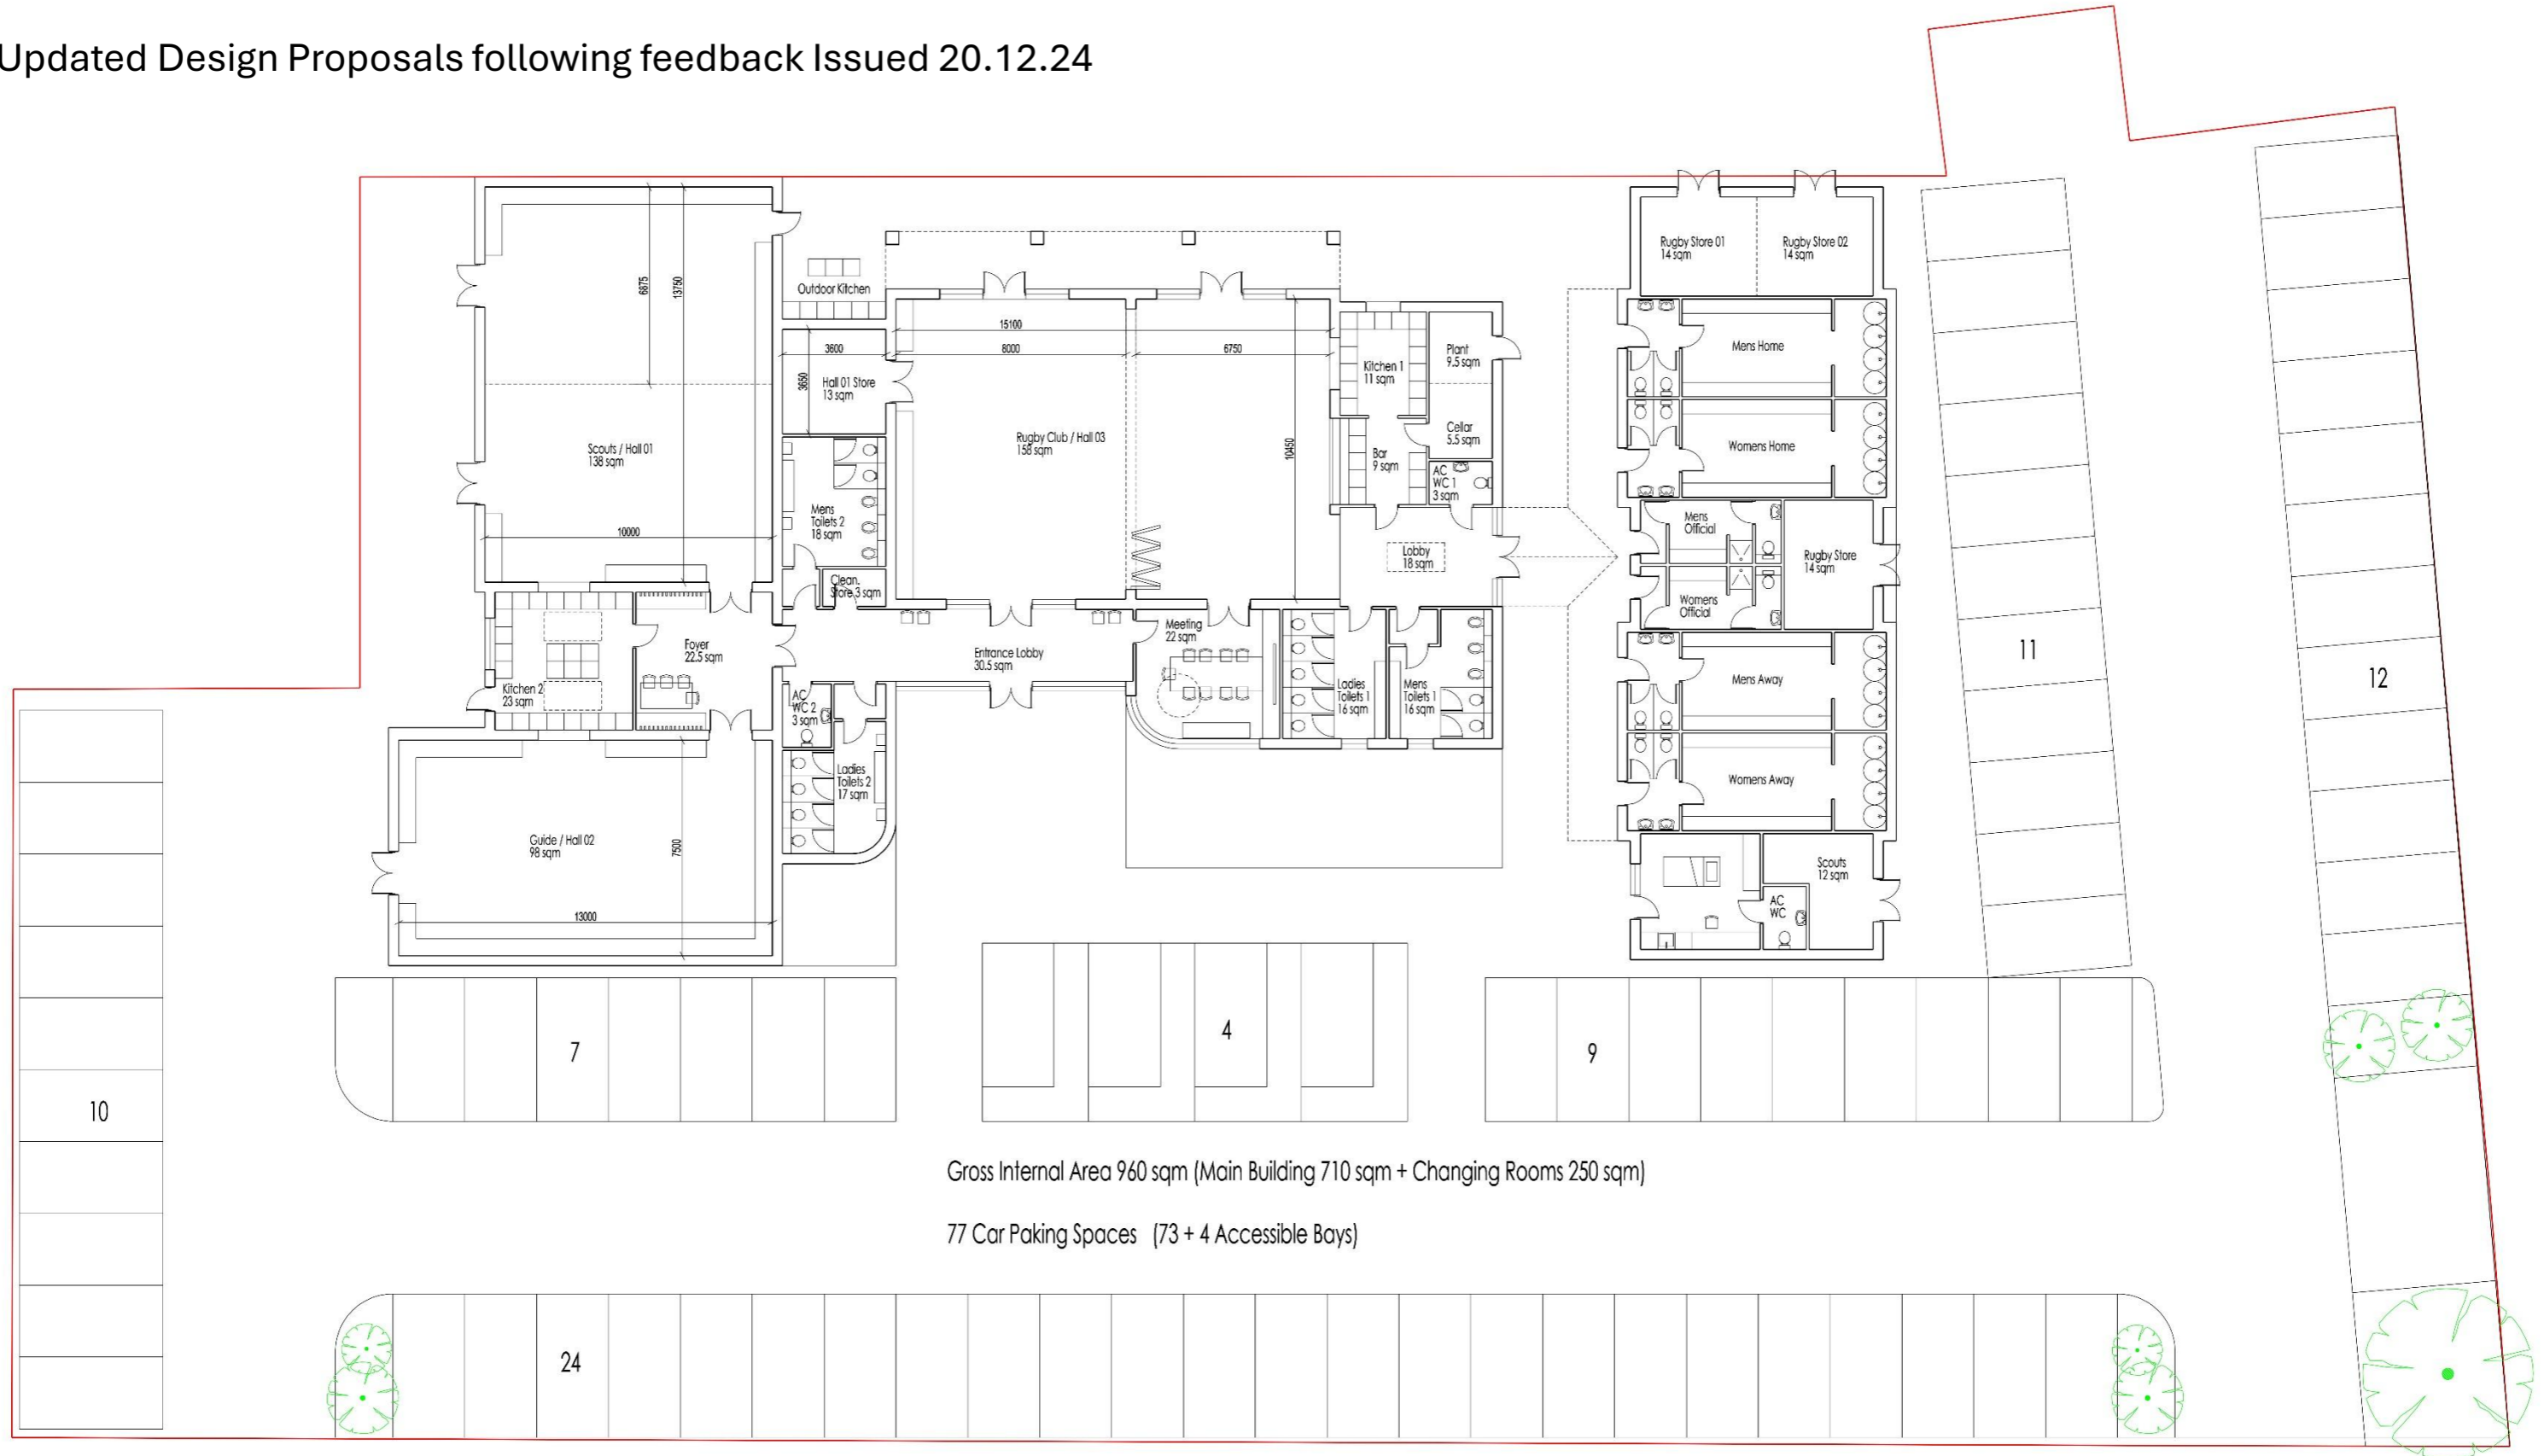 Updated Design Proposals following feedback Issued 20.12.24
Rugby Store 01
14 sqm
Rugby Store 02
14 sqm
6875
13750
Outdoor Kitchen
15100
3600
8000
6750
3650
Hall 01 Store
13 sqm
Kitchen 1
11 sqm
Plant
9.5 sqm
Mens Home
Scouts / Hall 01
138 sqm
Rugby Club / Hall 03
158 sqm
10450
Cellar
5.5 sqm
Bar
9 sqm
AC
WC 1
3 sqm
Womens Home
10000
Mens
Toilets 2
18 sqm
Mens
Official
Lobby
18 sqm
Rugby Store
14 sqm
Clean.
Store 3 sqm
Womens
Official
Foyer
22.5 sqm
Entrance Lobby
30.5 sqm
Meeting
22 sqm
Kitchen 2
23 sqm
AC
WC 2
3 sqm
Ladies
Toilets 1
16 sqm
Mens
Toilets 1
16 sqm
Mens Away
11
12
Ladies
Toilets 2
17 sqm
Womens Away
Guide / Hall 02
98 sqm
7500
13000
Scouts
12 sqm
AC
WC
10
7
4
9
Gross Internal Area 960 sqm (Main Building 710 sqm + Changing Rooms 250 sqm)
77 Car Paking Spaces (73 + 4 Accessible Bays)
24